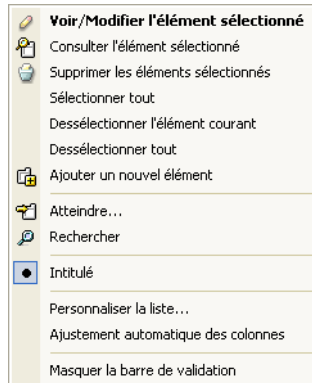 Voir/Modifier l'élément sélectionné
Consulter l'élément sélectionné
Supprimer les éléments sélectionnés
Sélectionner tout
Dessélectionner l'élément courant
Dessélectionner tout
Ajouter un nouvel élément
Atteindre...
Rechercher
Intitulé
Personnaliser la liste...
Ajustement automatique des colonnes
Masquer la barre de validation